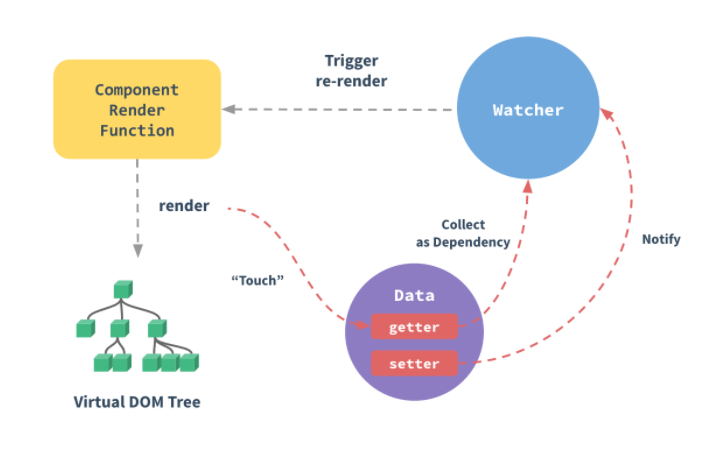 Trigger
re-render
Component
Render
Function
Watcher
render
Collect
as Dependency
Notify
“Touch”
Data
getter
setter
Virtual DOM Tree